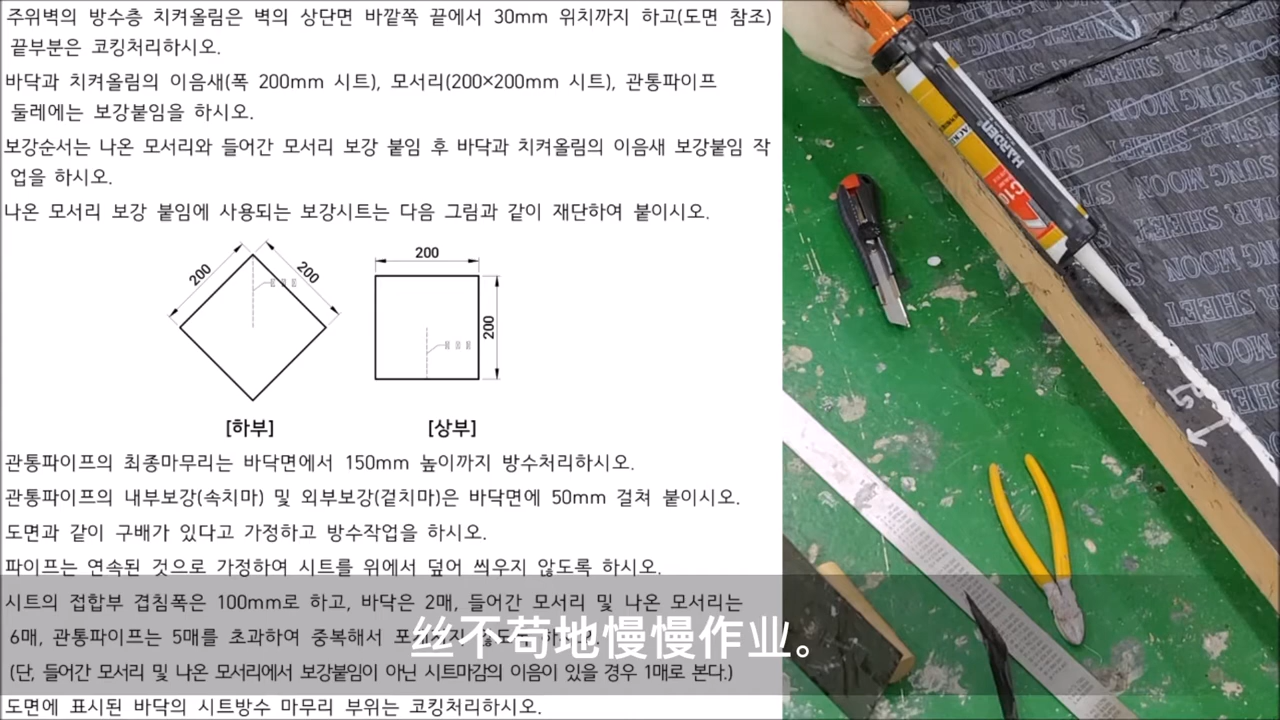 주위벽의 방수층 치켜올림은 벽의 상단면 바깥쪽 끝에서 30mm 위치까지 하고(도면 참조)
끝부분은 코킹처리하시오.
바닥과 치켜올림의 이음새(폭 200mm 시트), 모서리(200×200mm 시트), 관통파이프
둘레에는 보강붙임을 하시오.
보강순서는 나온 모서리와 들어간 모서리 보강 붙임 후 바닥과 치켜올림의 이음새 보강붙임 작
업을 하시오.
나온 모서리 보강 붙임에 사용되는 보강시트는 다음 그림과 같이 재단하여 붙이시오.
200 200
200
200
[하부] [상부]
관통파이프의 최종마무리는 바닥면에서 150mm 높이까지 방수처리하시오.
관통파이프의 내부보강(속치마) 및 외부보강(겉치마)은 바닥면에 50mm 걸쳐 붙이시오.
도면과 같이 구배가 있다고 가정하고 방수작업을 하시오.
파이프는 연속된 것으로 가정하여 시트를 위에서 덮어 씌우지 않도록 하시오.
시트의 접합부 겹침폭은 100mm로 하고, 바닥은 2매, 들어간 모서리 및 나온 모서리는
6매, 관통파이프는 5매를 초과하여 중복해서
(단, 들어간 모서리 및 나온 모서리에서 보강붙임이 아닌 시트마감의 이음이 있을 경우 1매로 본다.)
도면에 표시된 바닥의 시트방수 마무리 부위는 코킹처리하시오.
丝不苟地慢慢作业。
STAR SHEET
SUNG MOON
STAR SHEET
SUNG MOON
STAR SHEET
SUNG MOON
MOON